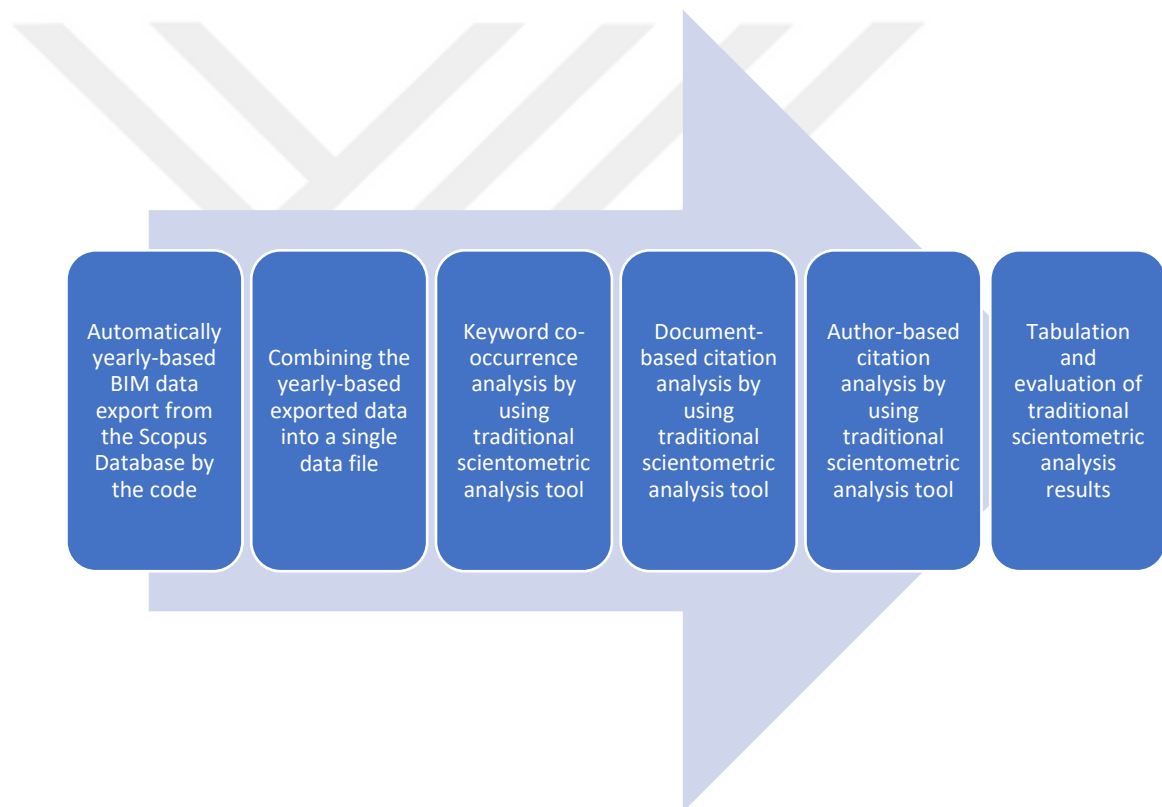 Automatically
yearly-based
BIM data
export from
the Scopus
Database by
the code
Combining the
yearly-based
exported data
into a single
data file
Keyword co-
occurrence
analysis by
using
traditional
scientometric
analysis tool
Document-
based citation
analysis by
using
traditional
scientometric
analysis tool
Author-based
citation
analysis by
using
traditional
scientometric
analysis tool
Tabulation
and
evaluation of
traditional
scientometric
analysis
results